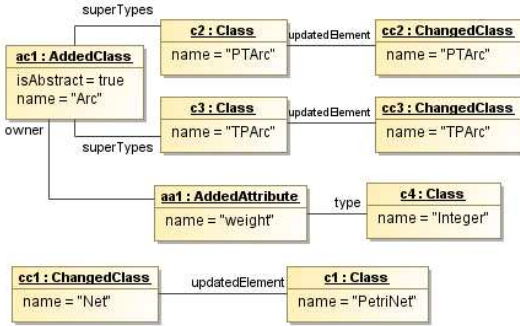 superTypes
c2 : Class
name = "PTArc"
updatedElement
cc2 : ChangedClass
name = "PTArc"
ac1 : AddedClass
isAbstract = true
name = "Arc"
owner
superTypes
c3 : Class
name = "TPArc"
updatedElement
cc3 : ChangedClass
name = "TPArc"
aa1 : AddedAttribute
name = "weight"
type
c4 : Class
name = "Integer"
cc1 : ChangedClass
name = "Net"
updatedElement
c1 : Class
name = "PetriNet"